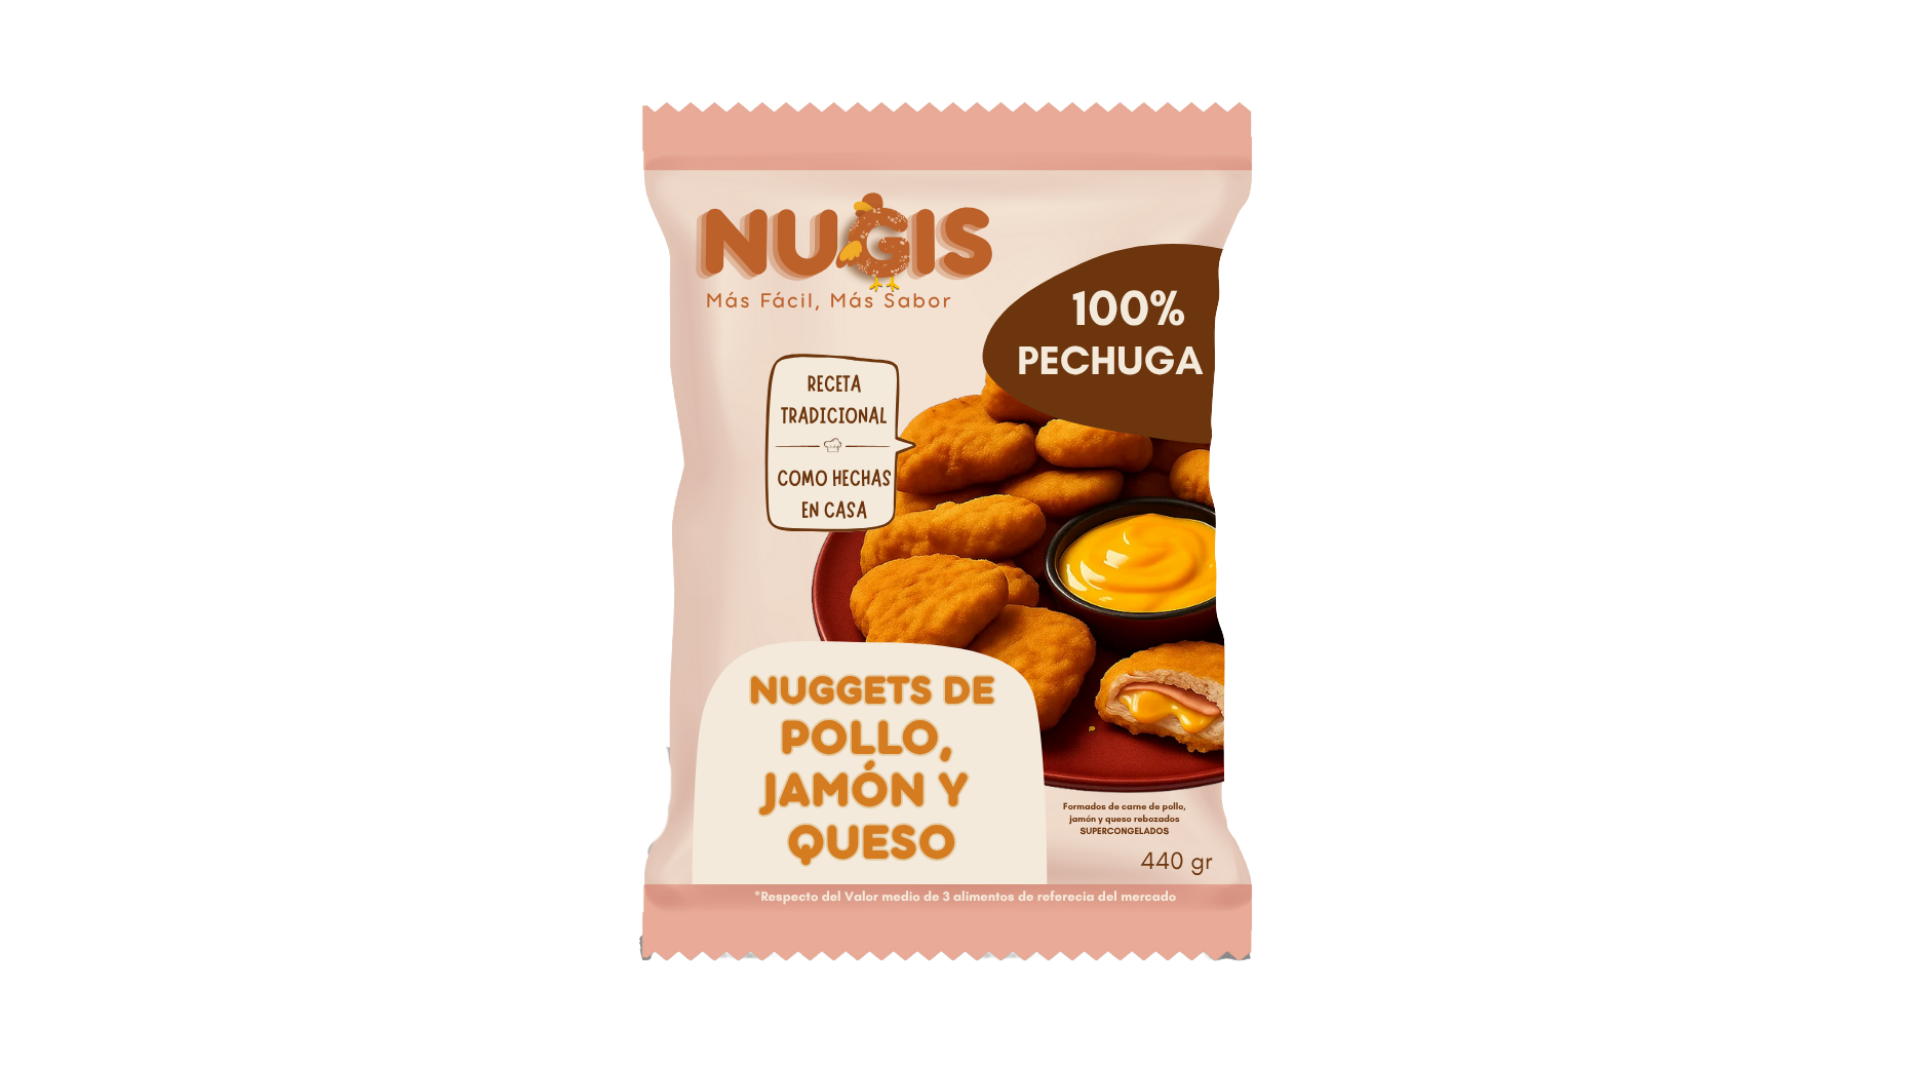 NUGIS
Más Fácil, Más Sabor
100%
PECHUGA
RECETA
TRADICIONAL
COMO HECHAS
EN CASA
NUGGETS DE
POLLO,
JAMÓN Y
QUESO
Formados de carne de pollo,
jamón y queso rebozados
SUPERCONGELADOS
440 gr
*Respecto del Valor medio de 3 alimentos de referecia del mercado